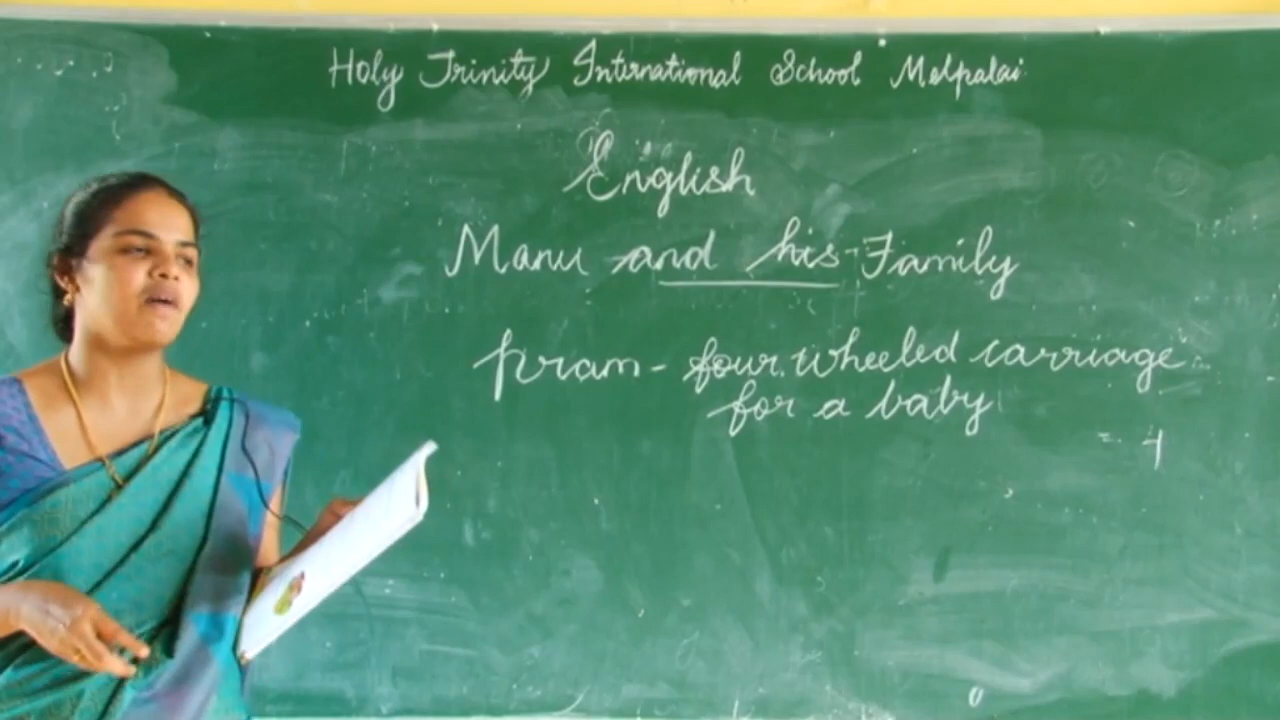 Holy Trinity International School Melpalai
English
Manu and his Family
pram - four wheeled carriage
for a baby